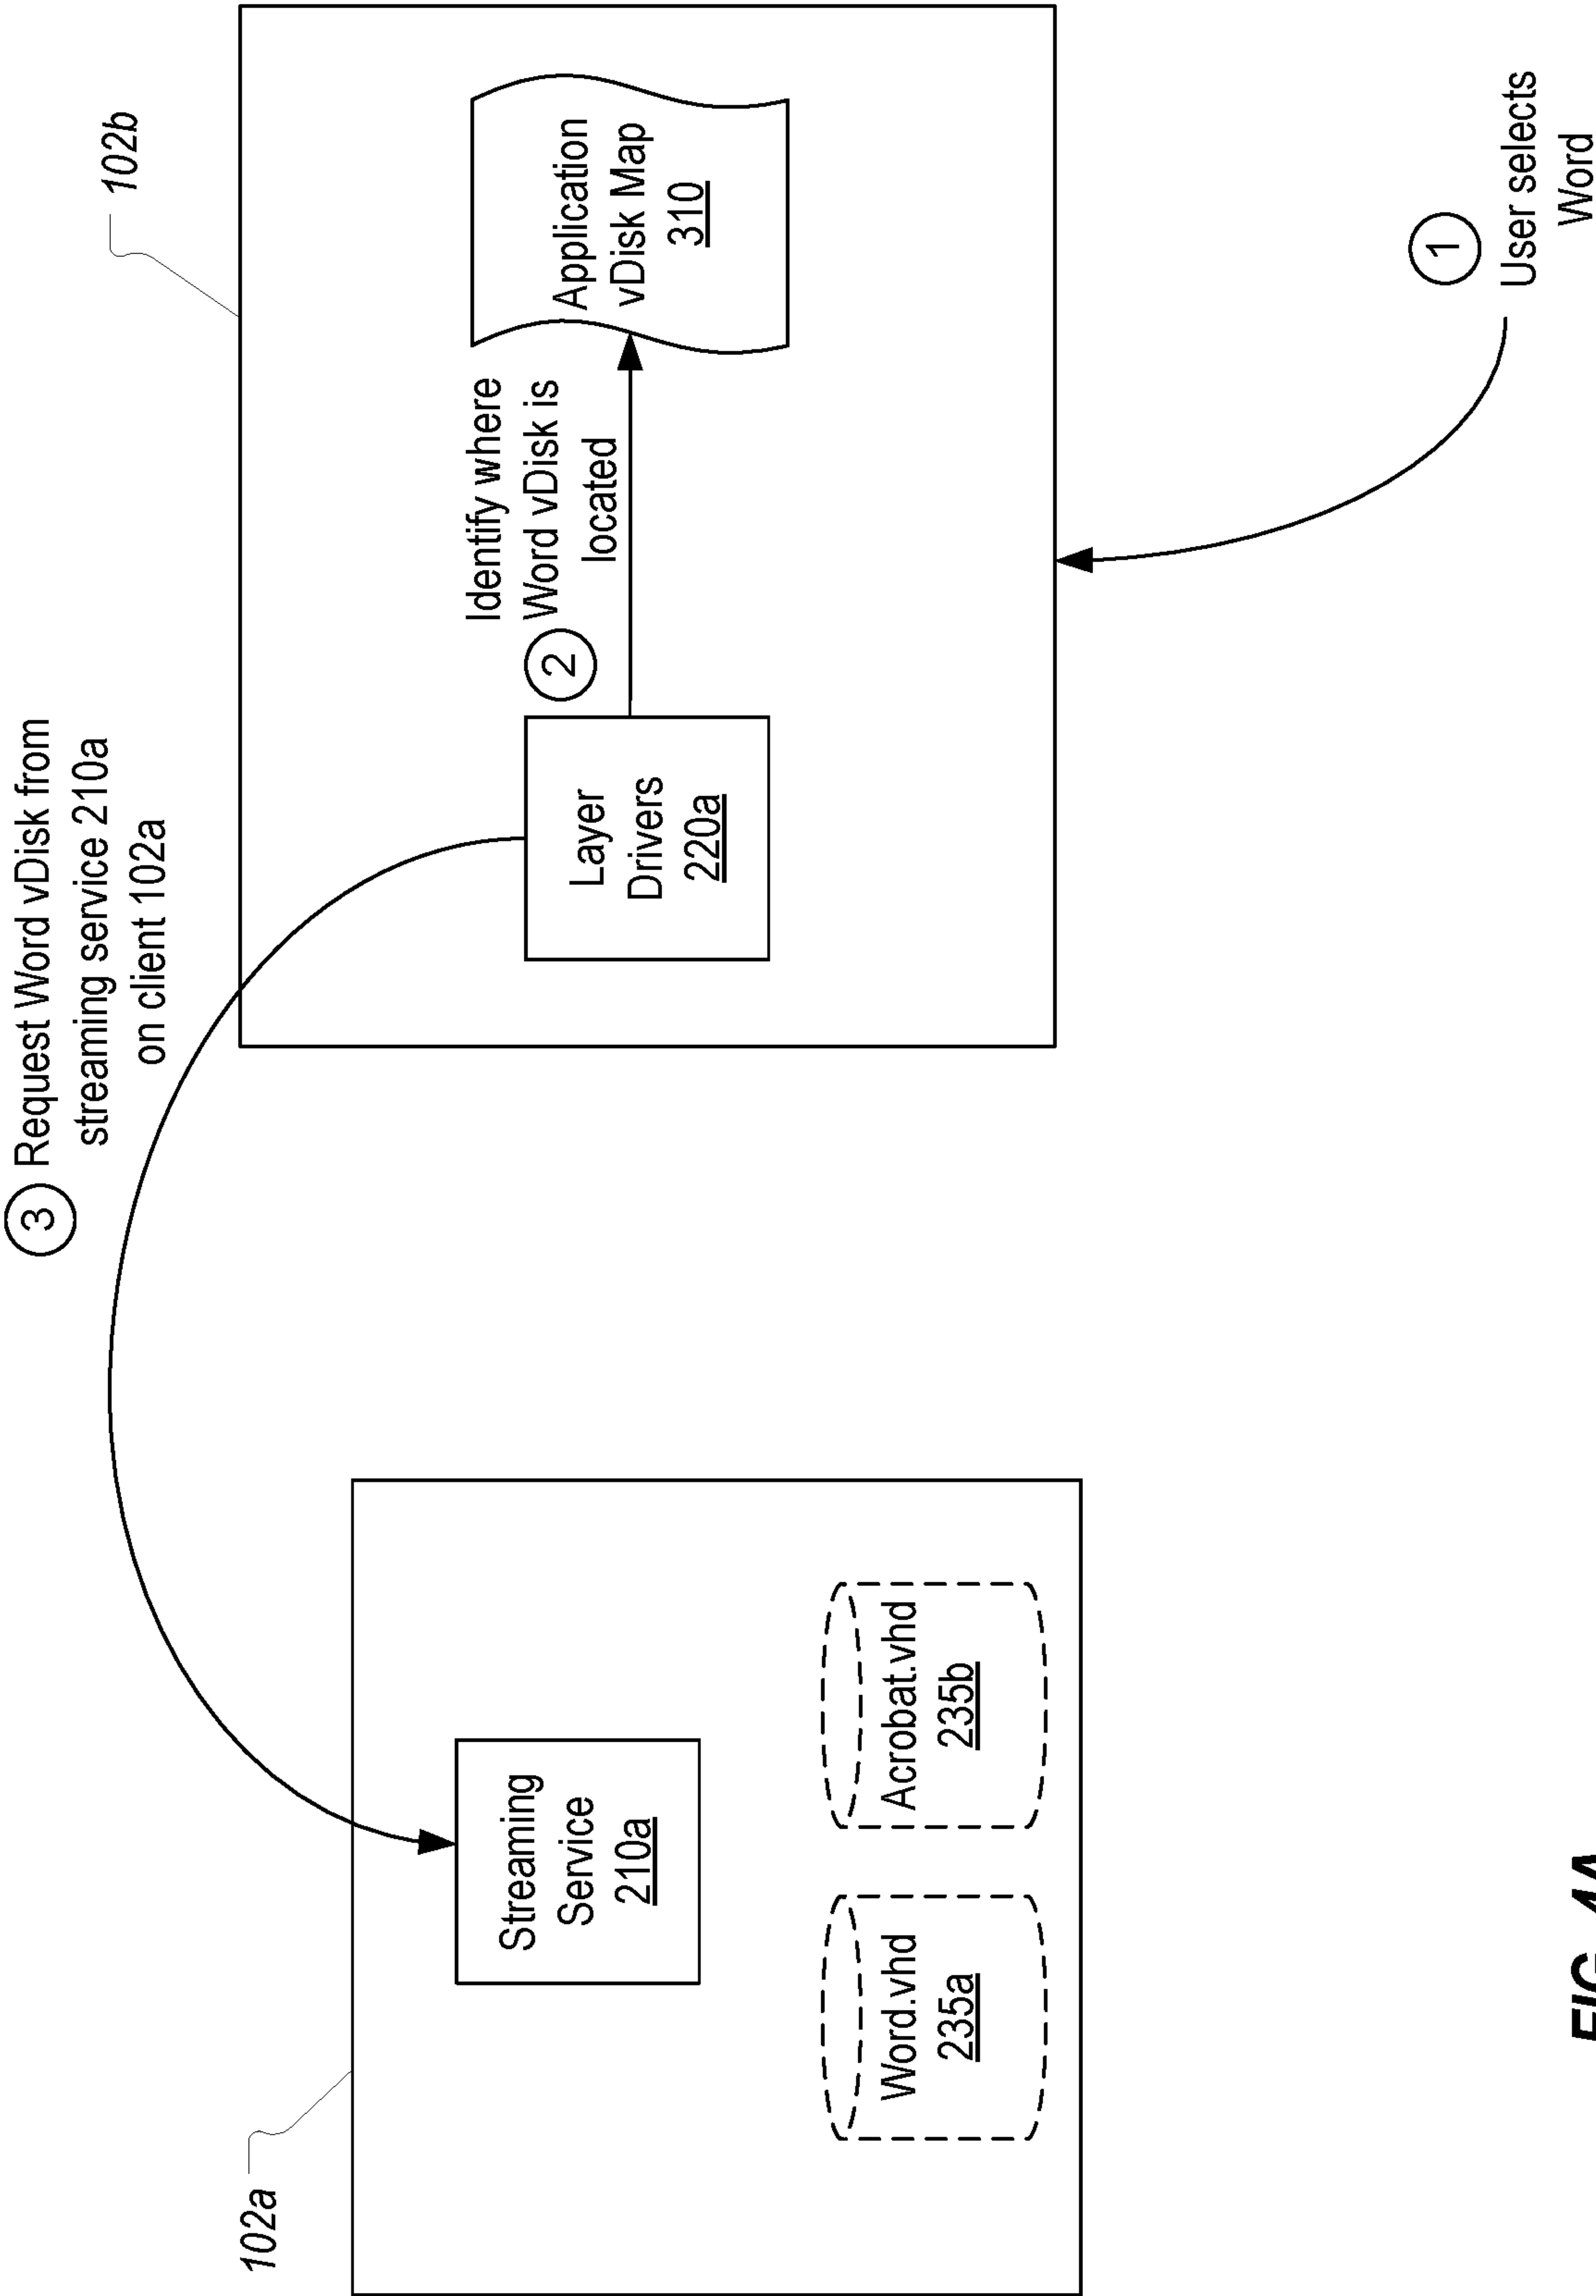 3
Request Word vDisk from
streaming service 210a
on client 102a
102a
Streaming
Service
210a
Word.vhd
235a
Acrobat.vhd
235b
102b
Layer
Drivers
220a
2
Identify where
Word vDisk is
located
Application
vDisk Map
310
1
User selects
Word
FIG. 4A